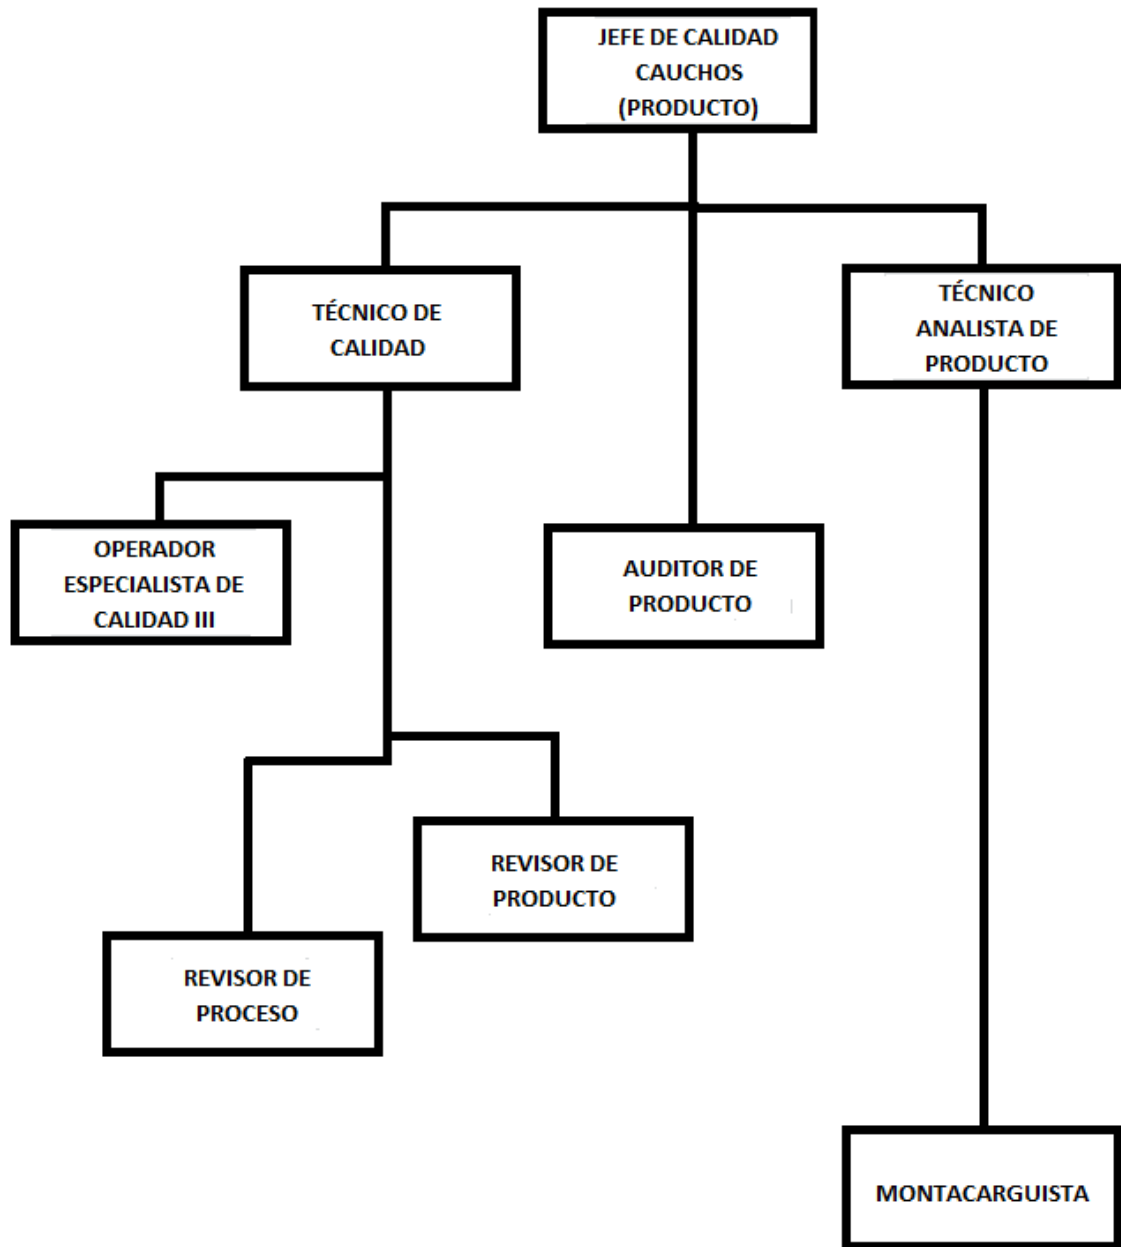 JEFE DE CALIDAD
CAUCHOS
(PRODUCTO)
TÉCNICO DE
CALIDAD
TÉCNICO
ANALISTA DE
PRODUCTO
OPERADOR
ESPECIALISTA DE
CALIDAD III
AUDITOR DE
PRODUCTO
REVISOR DE
PRODUCTO
REVISOR DE
PROCESO
MONTACARGUISTA